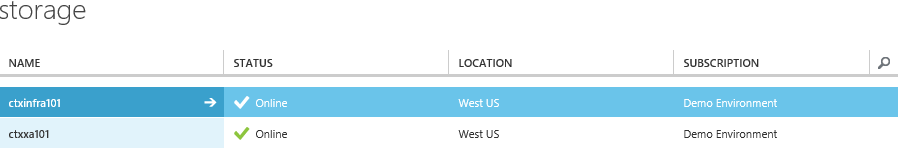 storage
NAME STATUS LOCATION SUBSCRIPTION
ctxinfra101 Online West US Demo Environment
ctxxa101 Online West US Demo Environment